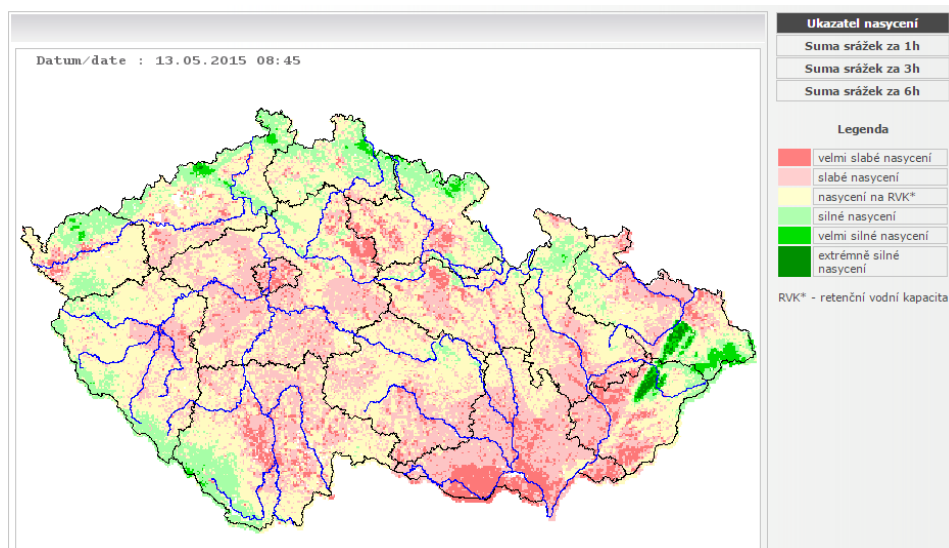 Ukazatel nasycení
Suma srážek za 1h
Suma srážek za 3h
Suma srážek za 6h
Datum/date : 13.05.2015 08:45
Legenda
velmi slabé nasycení
slabé nasycení
nasycení na RVK*
silné nasycení
velmi silné nasycení
extrémně silné
nasycení
RVK* - retenční vodní kapacita